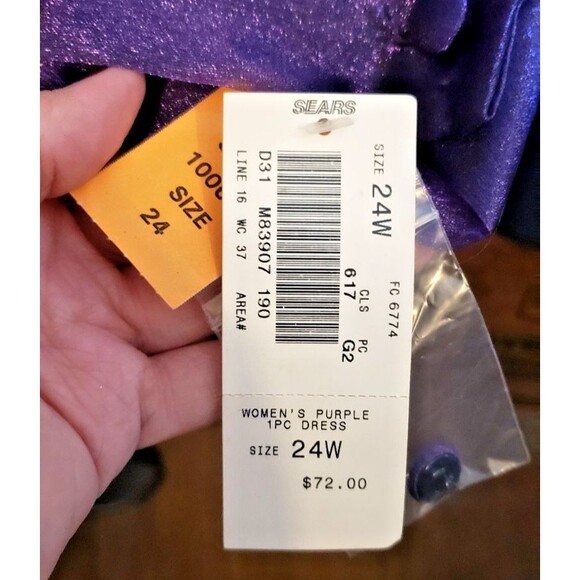 SEARS
SIZE 24W
FC 6774
CLS PC
617 G2
D31 M83907 190
LINE 16 WC 37 AREA#
WOMEN'S PURPLE
1PC DRESS
SIZE 24W
$72.00
SIZE
24